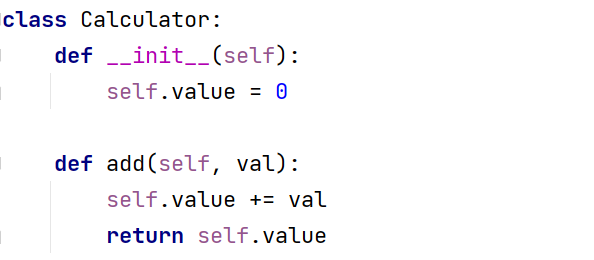 class Calculator:
    def __init__(self):
        self.value = 0

    def add(self, val):
        self.value += val
        return self.value